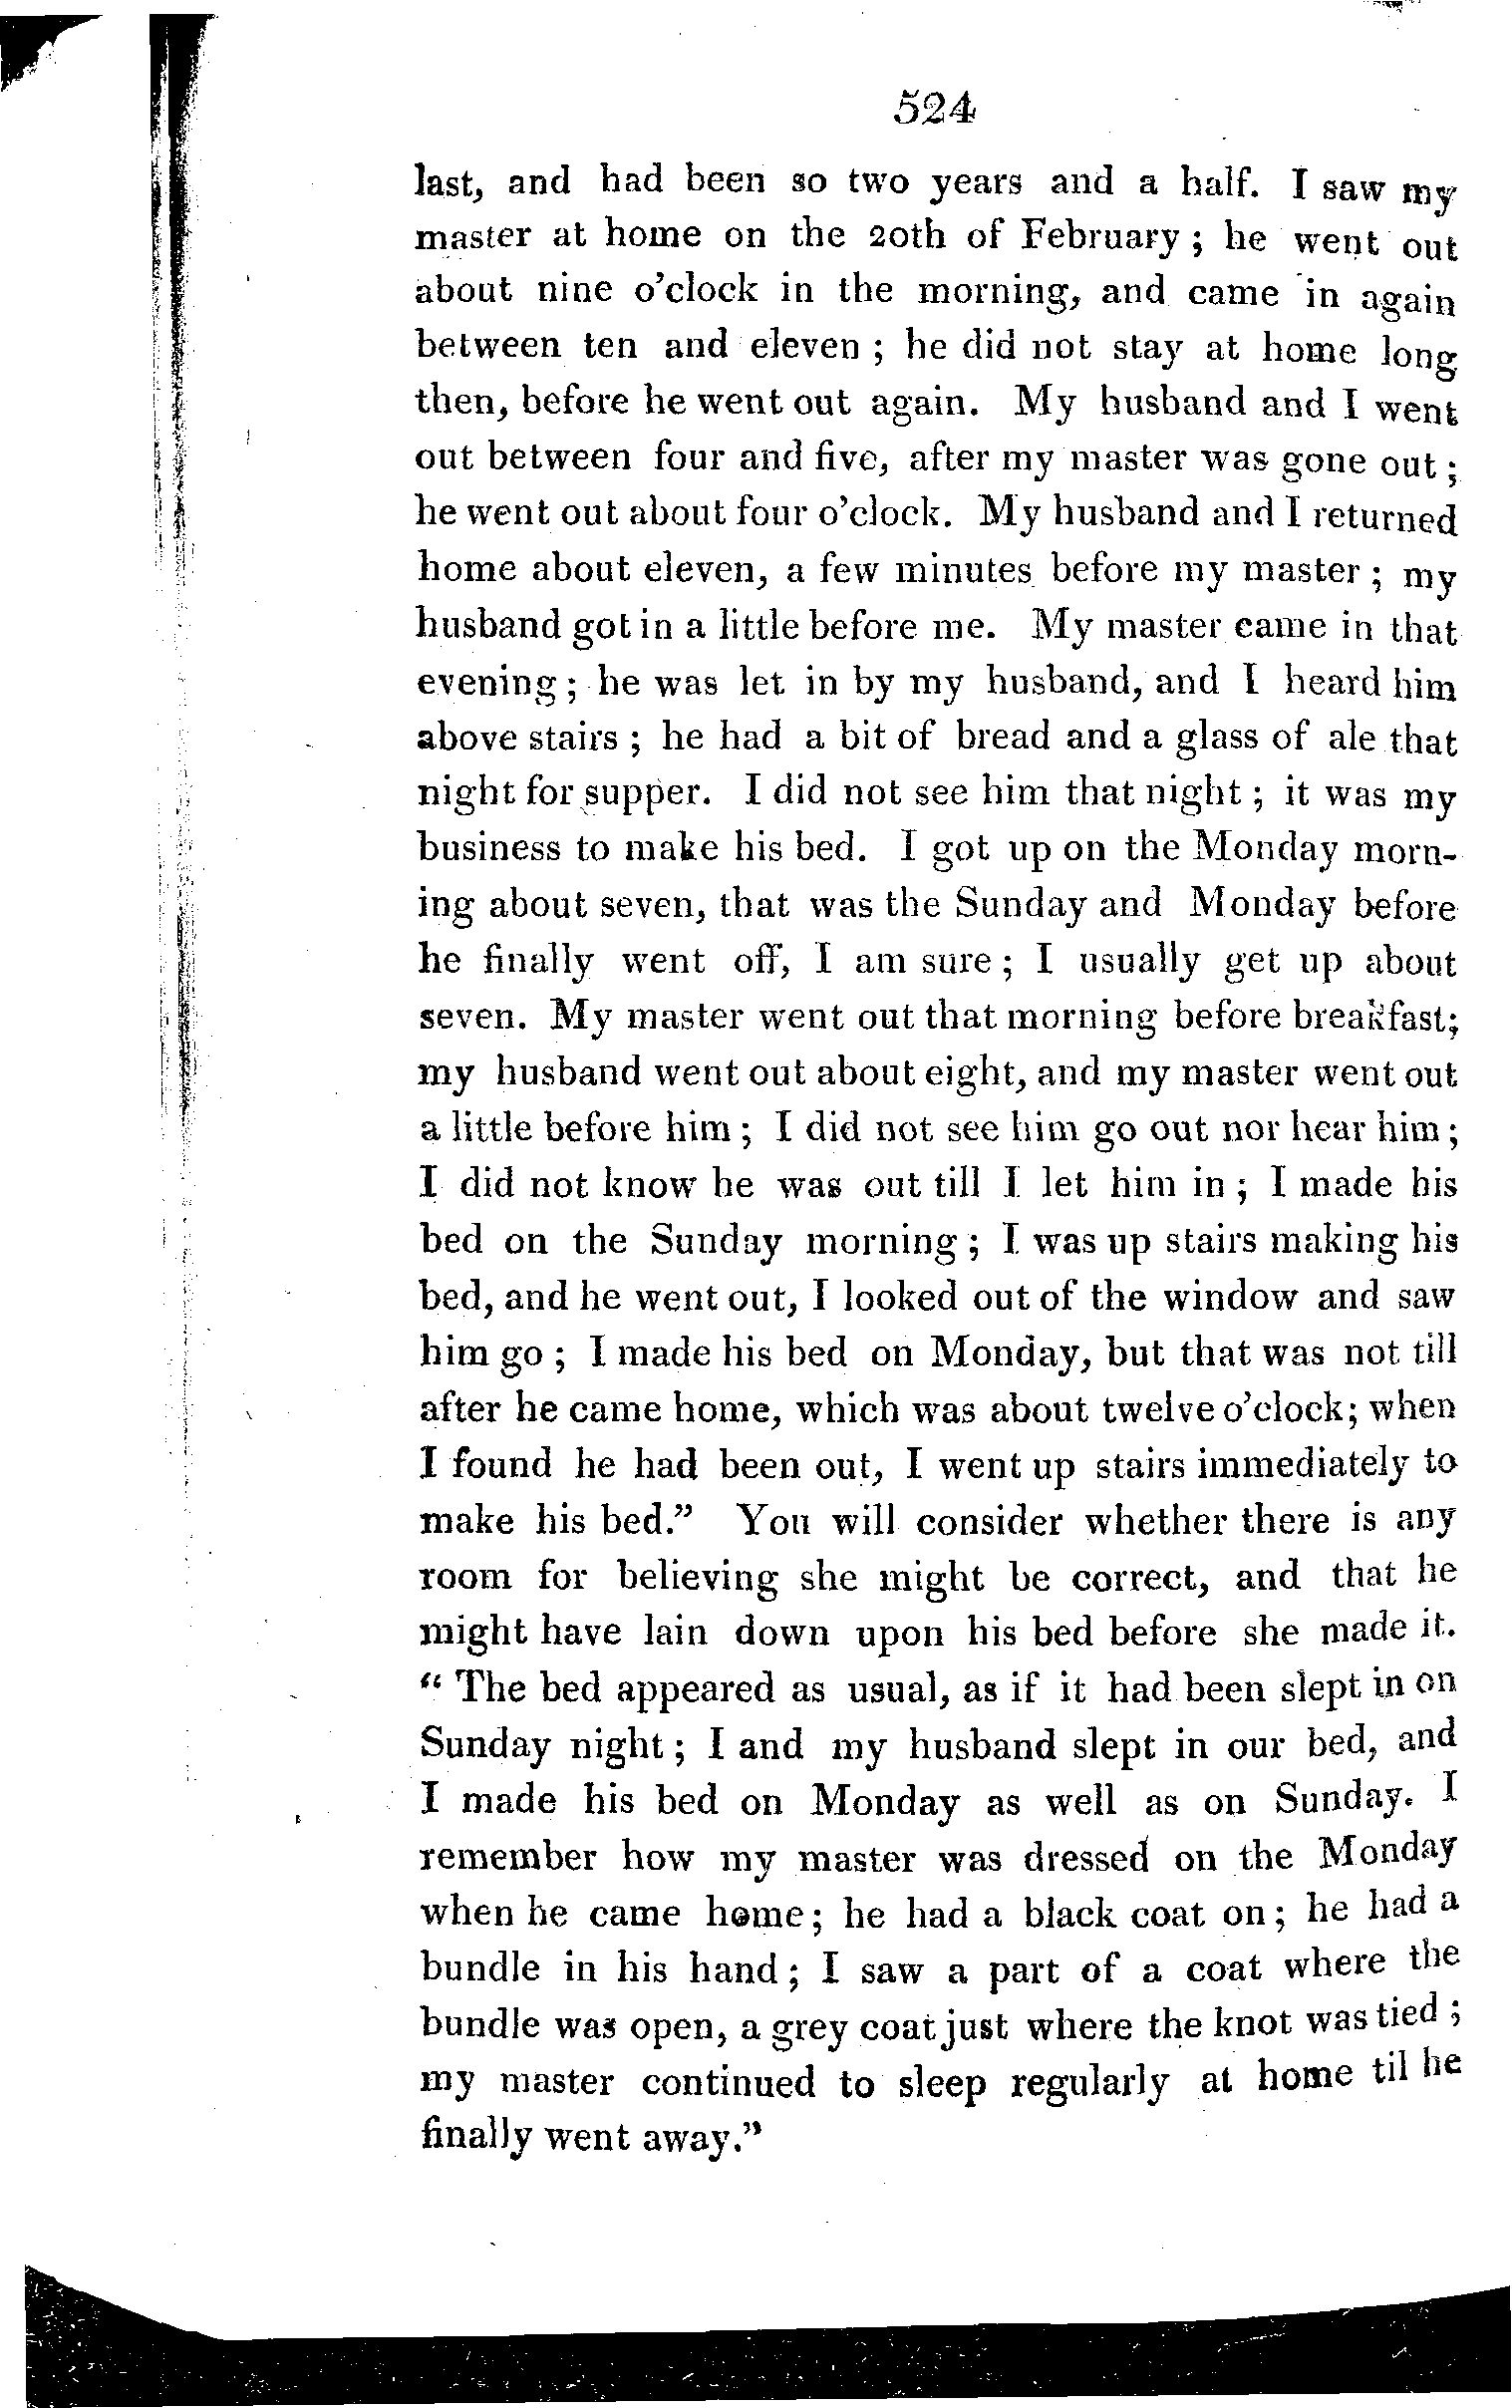 524
last, and had been so two years and a half. I saw my
master at home on the 20th of February; he went out
about nine o'clock in the morning, and came in again
between ten and eleven; he did not stay at home long
then, before he went out again. My husband and I went
out between four and five, after my master was gone out;
he went out about four o'clock. My husband and I returned
home about eleven, a few minutes before my master; my
husband got in a little before me. My master came in that
evening; he was let in by my husband, and I heard him
above stairs; he had a bit of bread and a glass of ale that
night for supper. I did not see him that night; it was my
business to make his bed. I got up on the Monday morn-
ing about seven, that was the Sunday and Monday before
he finally went off, I am sure; I usually get up about
seven. My master went out that morning before breakfast;
my husband went out about eight, and my master went out
a little before him; I did not see him go out nor hear him;
I did not know he was out till I let him in; I made his
bed on the Sunday morning; I was up stairs making his
bed, and he went out, I looked out of the window and saw
him go; I made his bed on Monday, but that was not till
after he came home, which was about twelve o'clock; when
I found he had been out, I went up stairs immediately to
make his bed." You will consider whether there is any
room for believing she might be correct, and that he
might have lain down upon his bed before she made it.
"The bed appeared as usual, as if it had been slept in on
Sunday night; I and my husband slept in our bed, and
I made his bed on Monday as well as on Sunday. I
remember how my master was dressed on the Monday
when he came home; he had a black coat on; he had a
bundle in his hand; I saw a part of a coat where the
bundle was open, a grey coat just where the knot was tied;
my master continued to sleep regularly at home til he
finally went away."